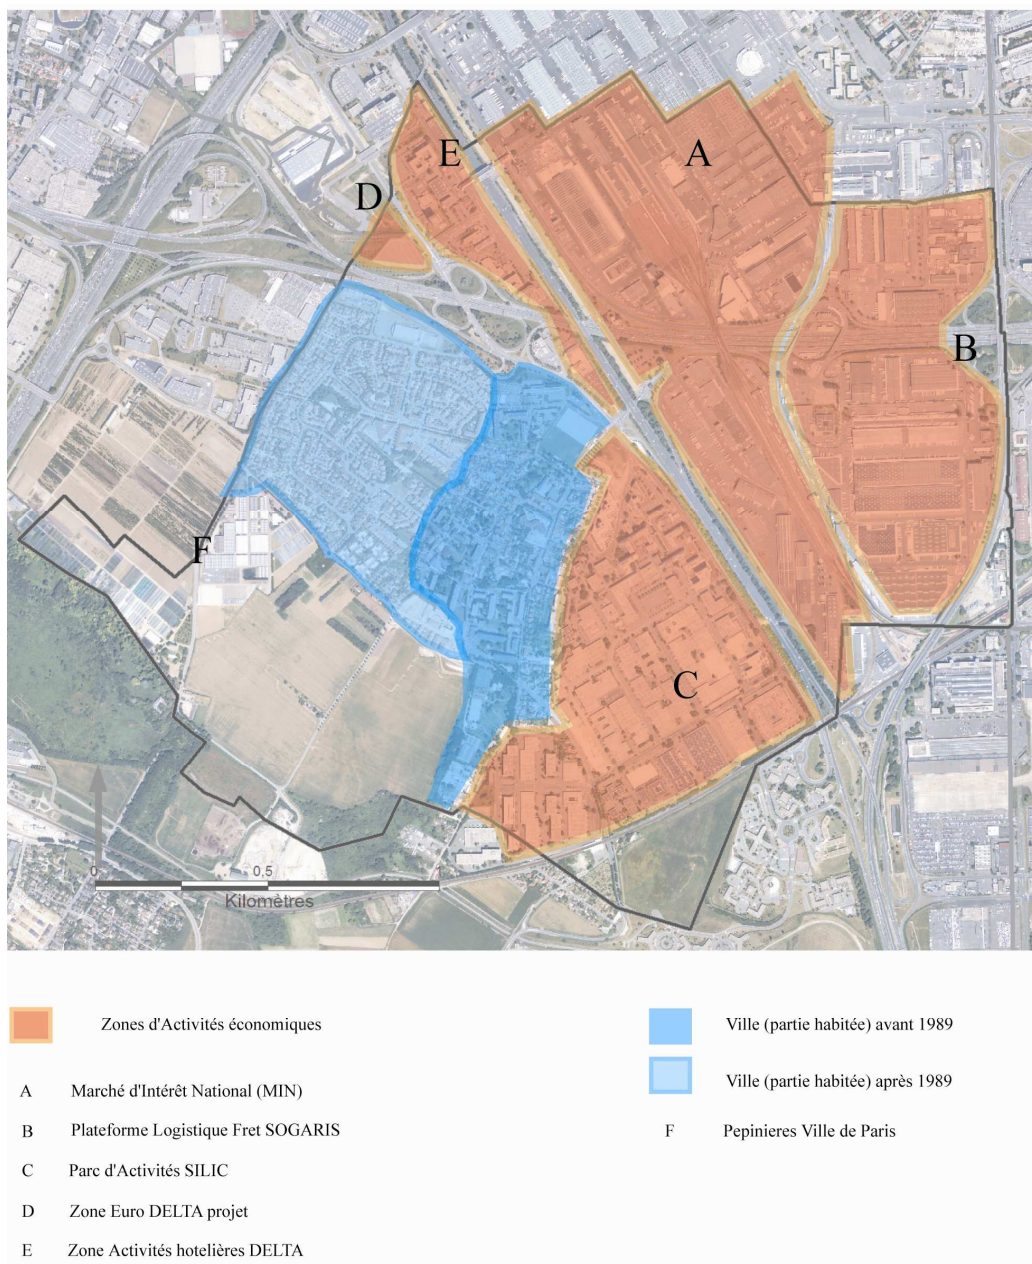 E
A
D
B
F
C
0
0,5
1
Kilomètres
Zones d'Activités économiques
A Marché d'Intérêt National (MIN)
B Plateforme Logistique Fret SOGARIS
C Parc d'Activités SILIC
D Zone Euro DELTA projet
E Zone Activités hotelières DELTA
Ville (partie habitée) avant 1989
Ville (partie habitée) après 1989
F Pepinieres Ville de Paris